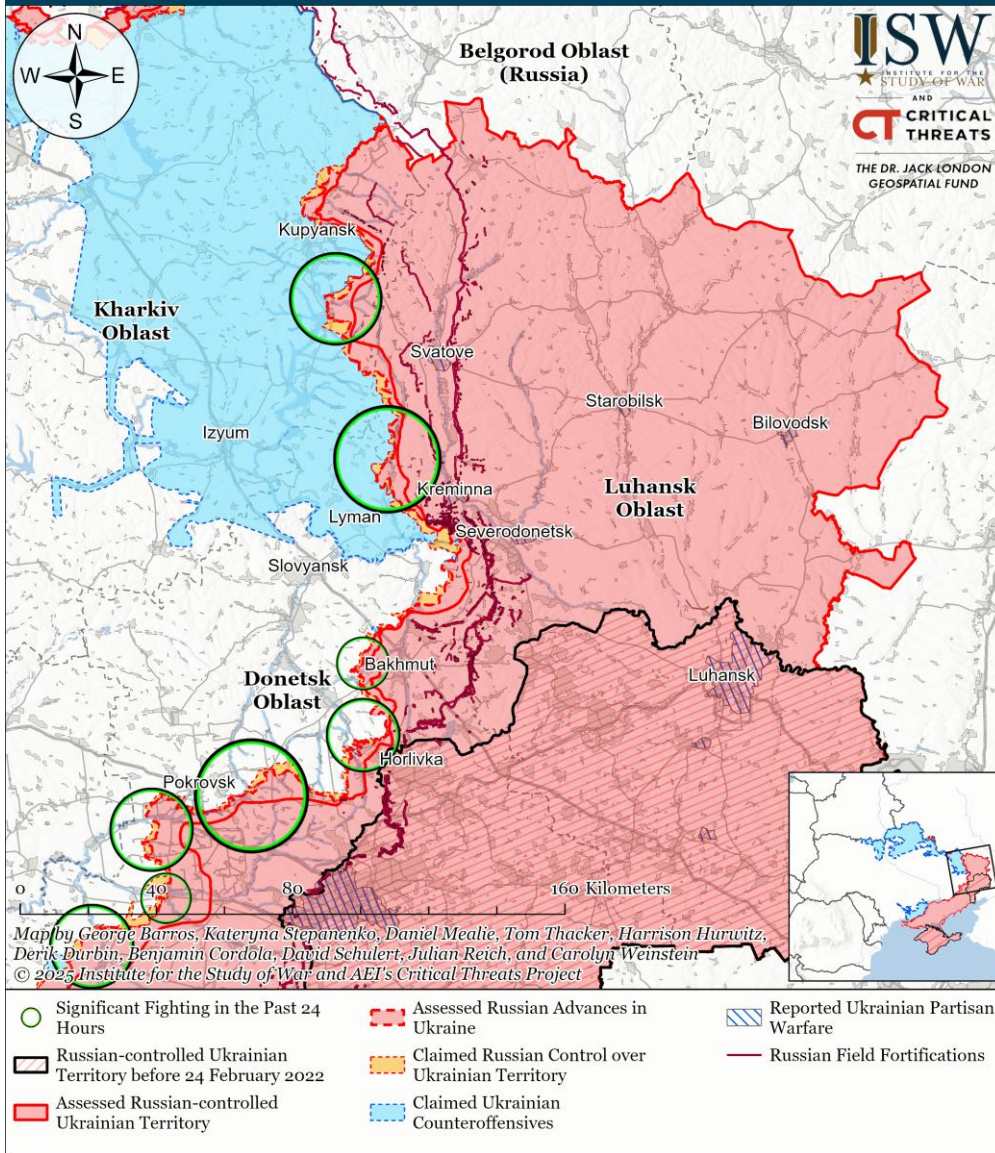 N
W
E
S
Belgorod Oblast
(Russia)
ISW
INSTITUTE FOR THE
STUDY OF WAR
AND
CT CRITICAL
THREATS
THE DR. JACK LONDON
GEOSPATIAL FUND
Kupyansk
Kharkiv
Oblast
Svatove
Starobilsk
Bilovodsk
Izyum
Kreminna
Luhansk
Oblast
Lyman
Severodonetsk
Slovyansk
Bakhmut
Luhansk
Donetsk
Oblast
Horlivka
Pokrovsk
0
40
80
160 Kilometers
Map by George Barros, Kateryna Stepanenko, Daniel Mealie, Tom Thacker, Harrison Hurwitz,
Derik Durbin, Benjamin Cordola, David Schulert, Julian Reich, and Carolyn Weinstein
© 2025 Institute for the Study of War and AEI's Critical Threats Project
Significant Fighting in the Past 24
Hours
Russian-controlled Ukrainian
Territory before 24 February 2022
Assessed Russian-controlled
Ukrainian Territory
Assessed Russian Advances in
Ukraine
Claimed Russian Control over
Ukrainian Territory
Claimed Ukrainian
Counteroffensives
Reported Ukrainian Partisan
Warfare
Russian Field Fortifications